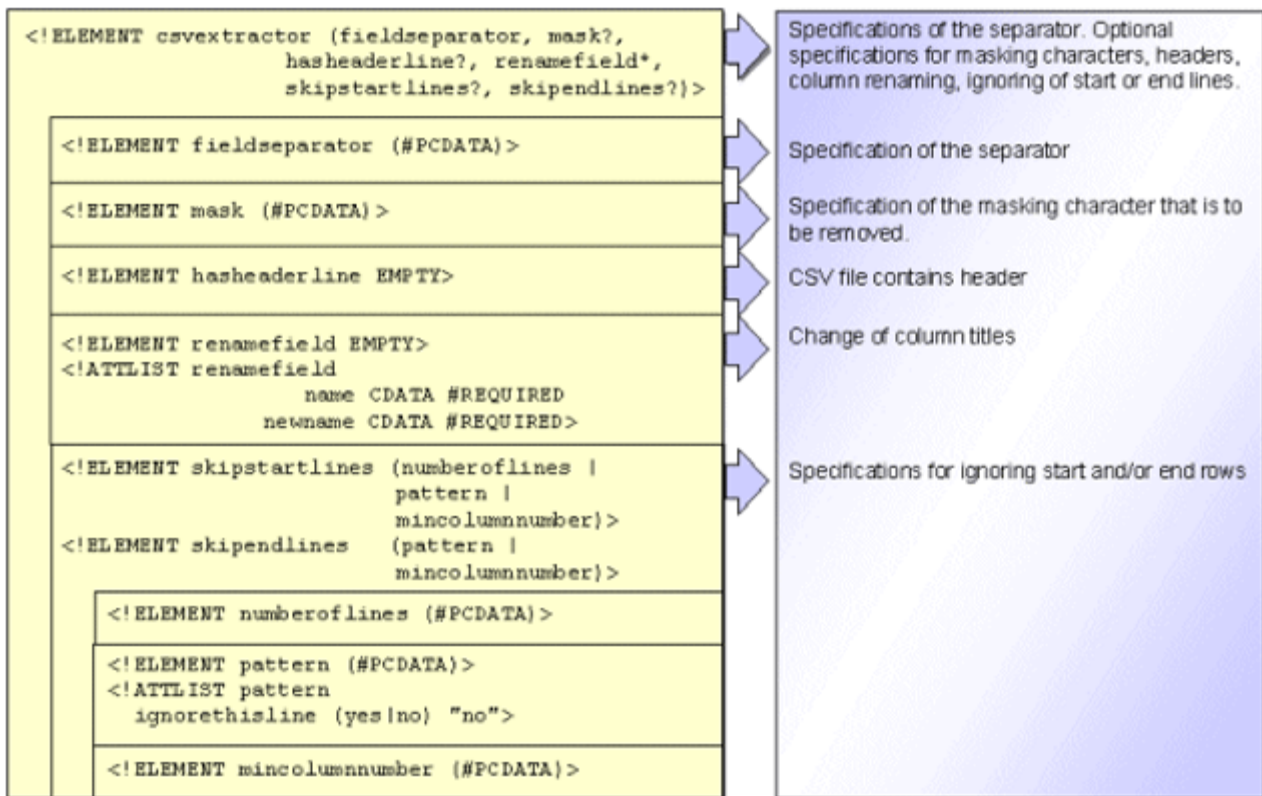 <!ELEMENT csvextractor (fieldseparator, mask?,
hasheaderline?, renamefield*,
skipstartlines?, skipendlines?)>
Specifications of the separator. Optional
specifications for masking characters, headers,
column renaming, ignoring of start or end lines.
<!ELEMENT fieldseparator (#PCDATA)>
Specification of the separator
<!ELEMENT mask (#PCDATA)>
Specification of the masking character that is to
be removed.
<!ELEMENT hasheaderline EMPTY>
CSV file contains header
<!ELEMENT renamefield EMPTY>
<!ATTLIST renamefield
name CDATA #REQUIRED
newname CDATA #REQUIRED>
Change of column titles
<!ELEMENT skipstartlines (numberoflines |
pattern |
mincolumnnumber)>
<!ELEMENT skipendlines (pattern |
mincolumnnumber)>
Specifications for ignoring start and/or end rows
<!ELEMENT numberoflines (#PCDATA)>
<!ELEMENT pattern (#PCDATA)>
<!ATTLIST pattern
ignorethisline (yes|no) "no">
<!ELEMENT mincolumnnumber (#PCDATA)>